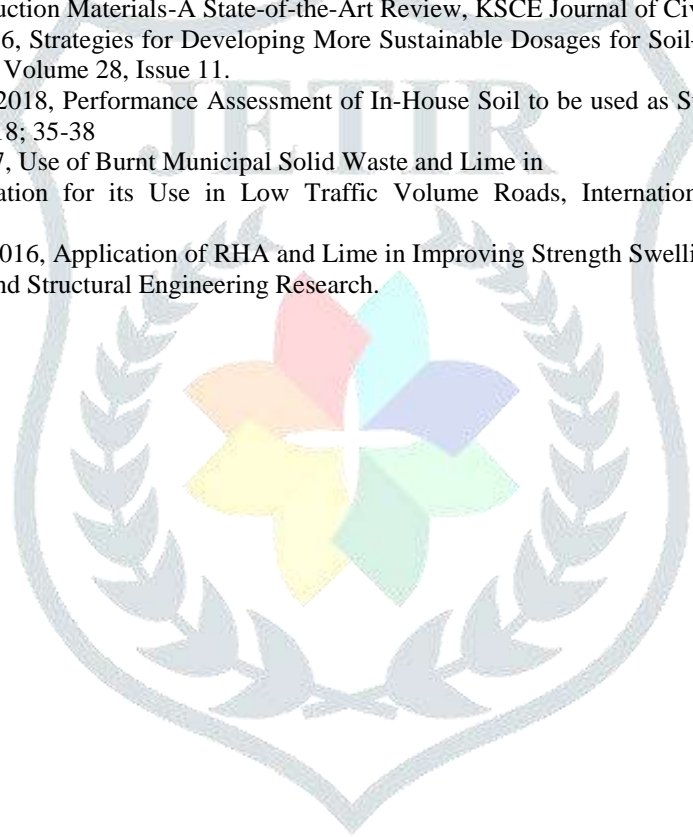 uction Materials-A State-of-the-Art Review, KSCE Journal of Civ
6, Strategies for Developing More Sustainable Dosages for Soil-
Volume 28, Issue 11.
2018, Performance Assessment of In-House Soil to be used as S
18; 35-38
7, Use of Burnt Municipal Solid Waste and Lime in
ation for its Use in Low Traffic Volume Roads, Internation
016, Application of RHA and Lime in Improving Strength Swelli
nd Structural Engineering Research.
JETIR